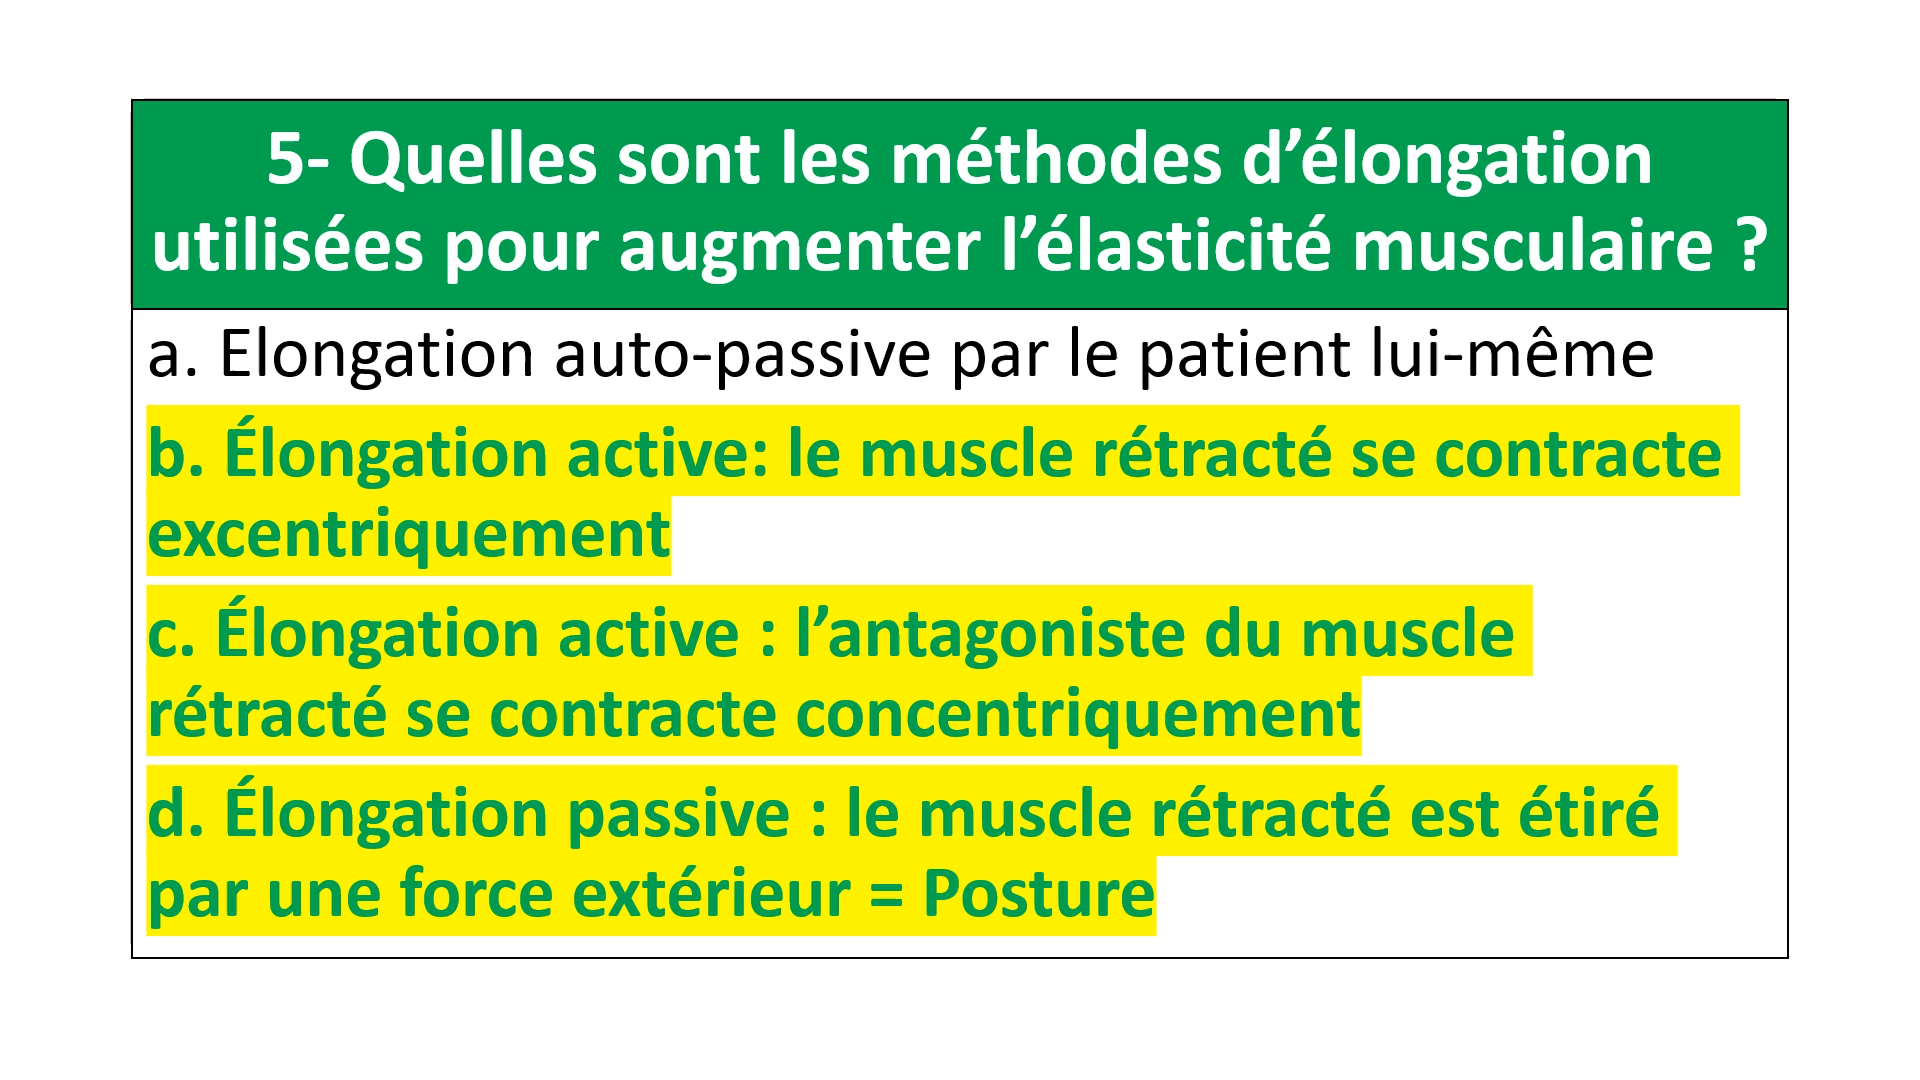 5- Quelles sont les méthodes d’élongation
utilisées pour augmenter l’élasticité musculaire ?
a. Elongation auto-passive par le patient lui-même
b. Élongation active: le muscle rétracté se contracte
excentriquement
c. Élongation active : l’antagoniste du muscle
rétracté se contracte concentriquement
d. Élongation passive : le muscle rétracté est étiré
par une force extérieur = Posture